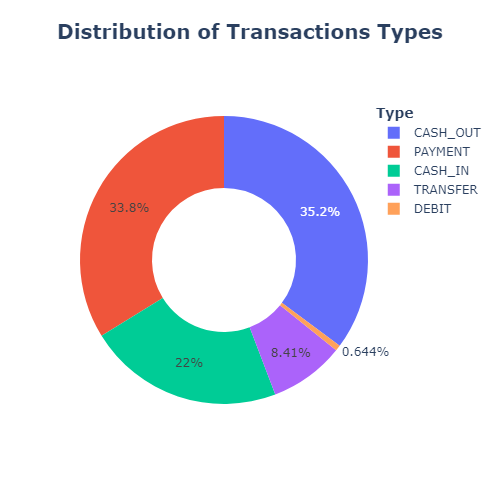 Distribution of Transactions Types
Type
CASH_OUT
PAYMENT
CASH_IN
TRANSFER
DEBIT
33.8%
35.2%
8.41%
0.644%
22%